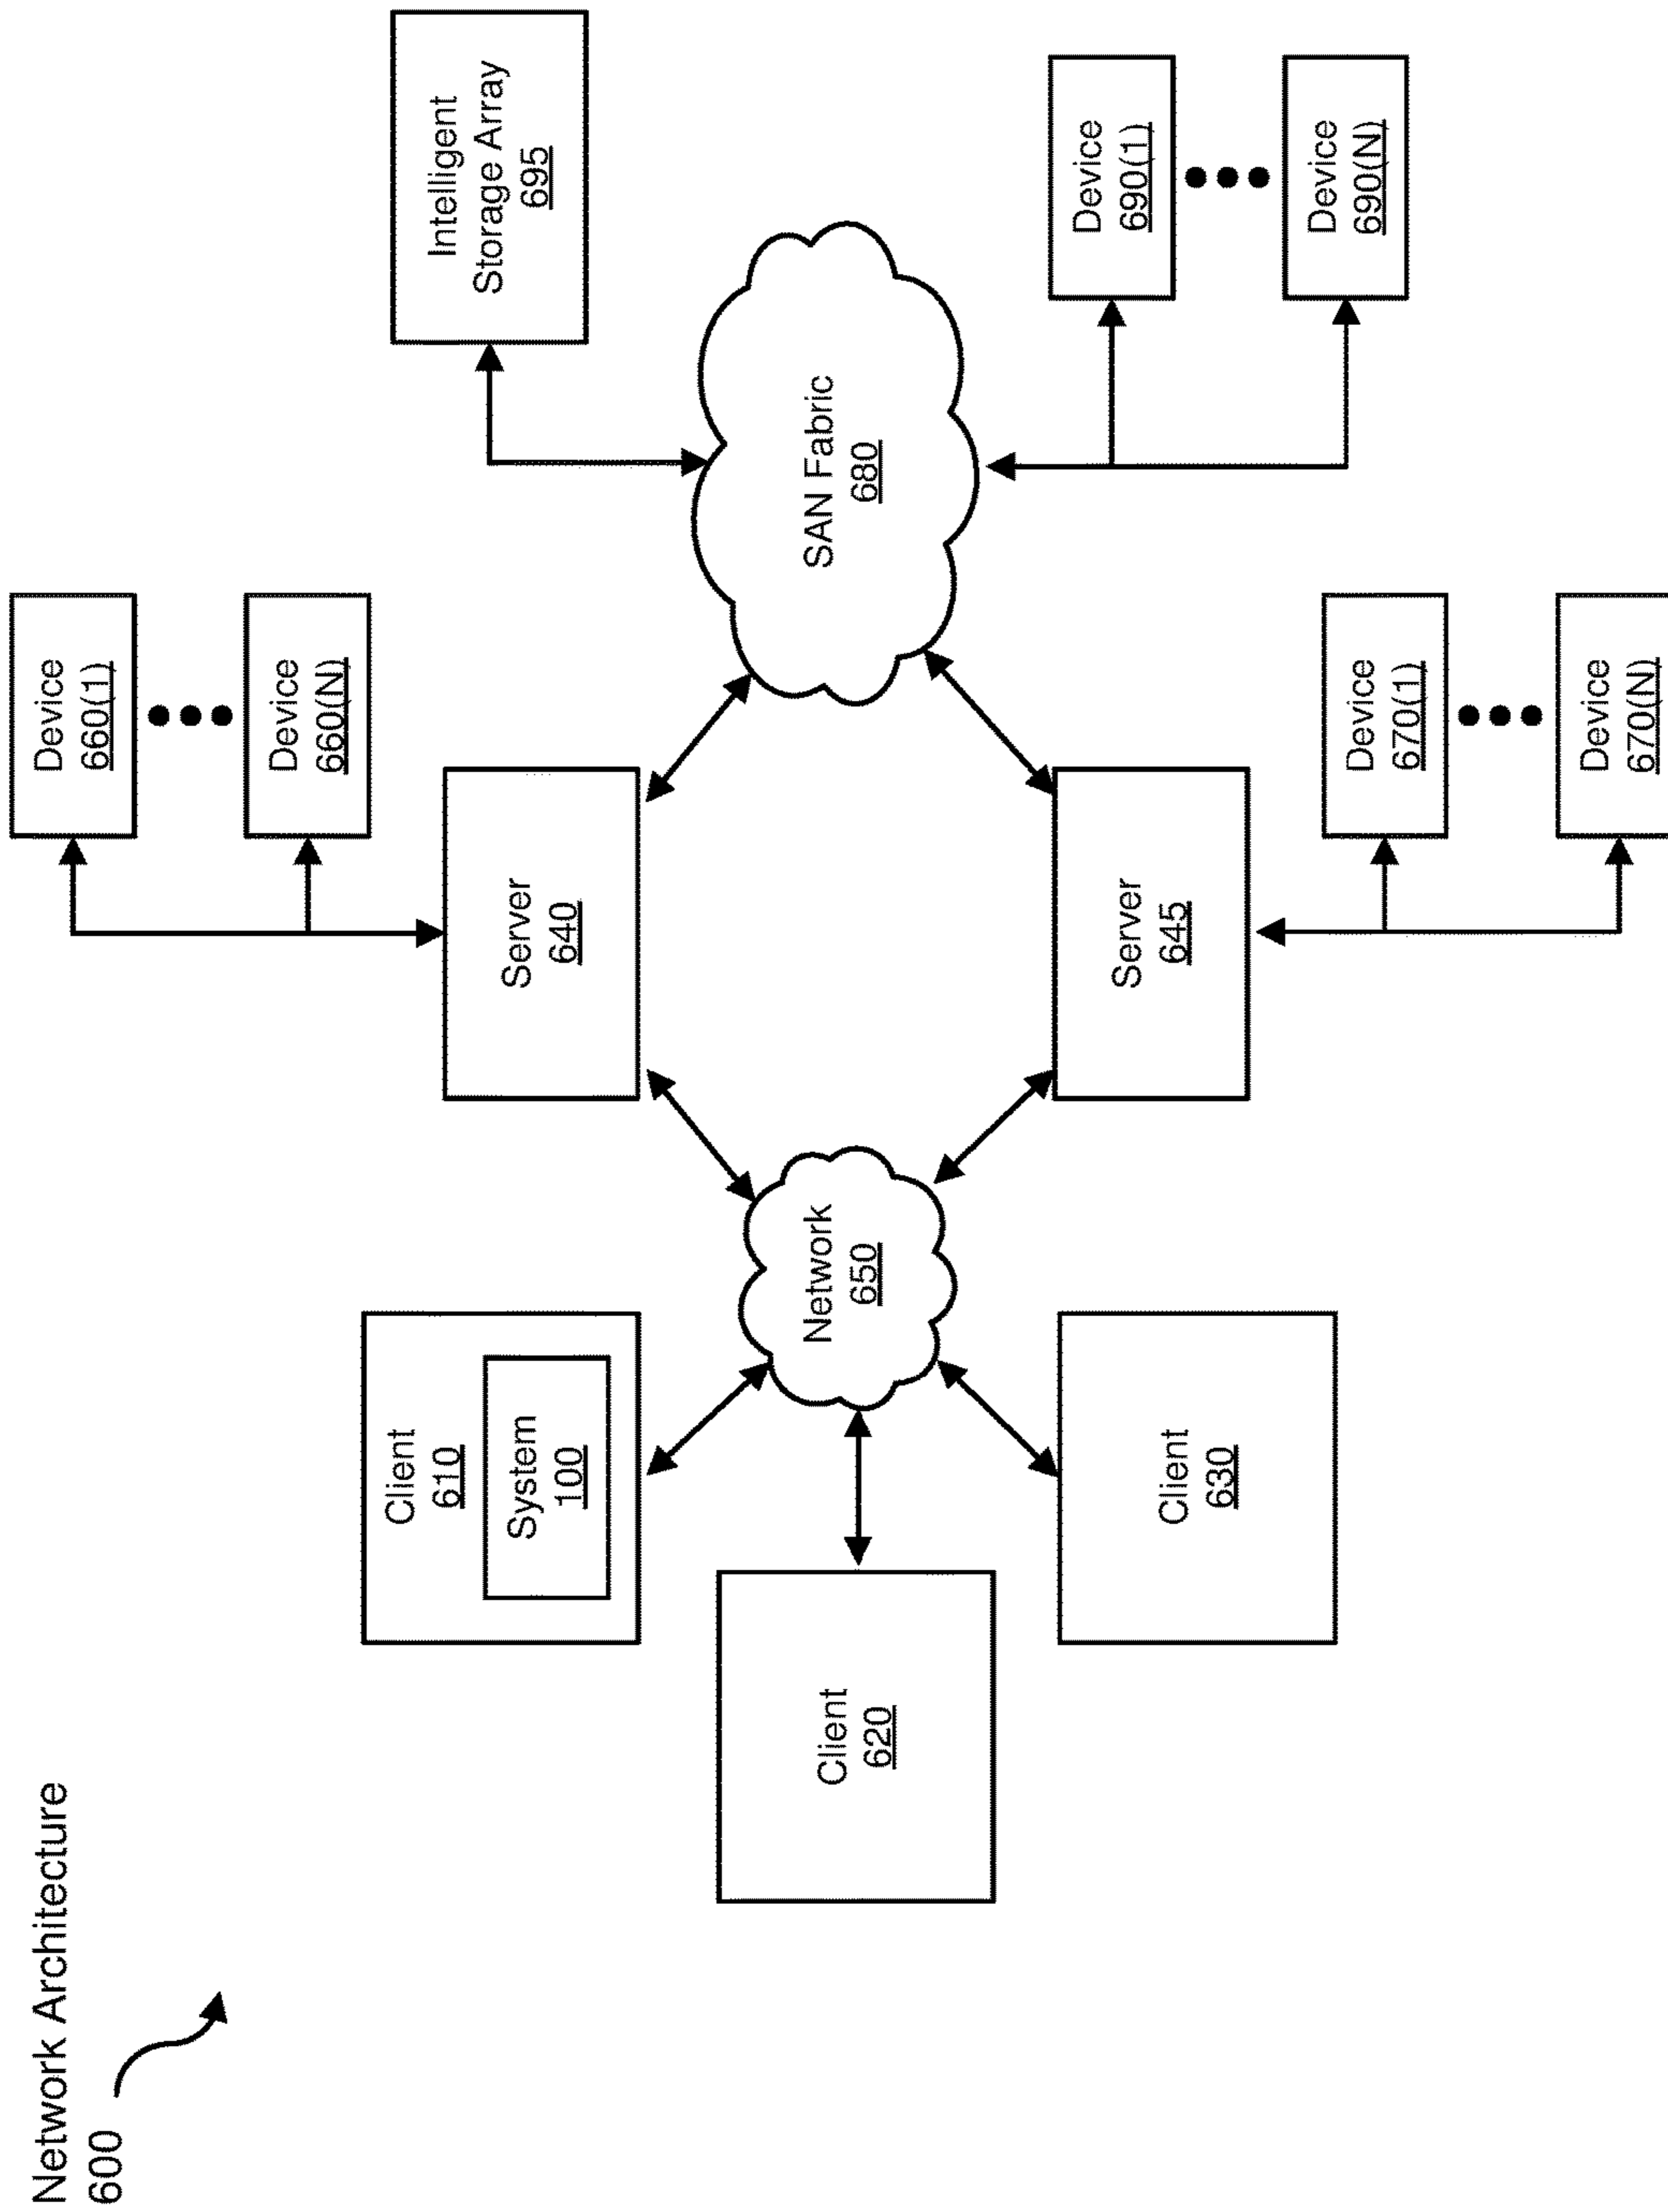 Network Architecture
600
Client
610
System
100
Client
620
Client
630
Network
650
Server
640
Server
645
Device
660(1)
Device
660(N)
Device
670(1)
Device
670(N)
SAN Fabric
680
Intelligent
Storage Array
695
Device
690(1)
Device
690(N)